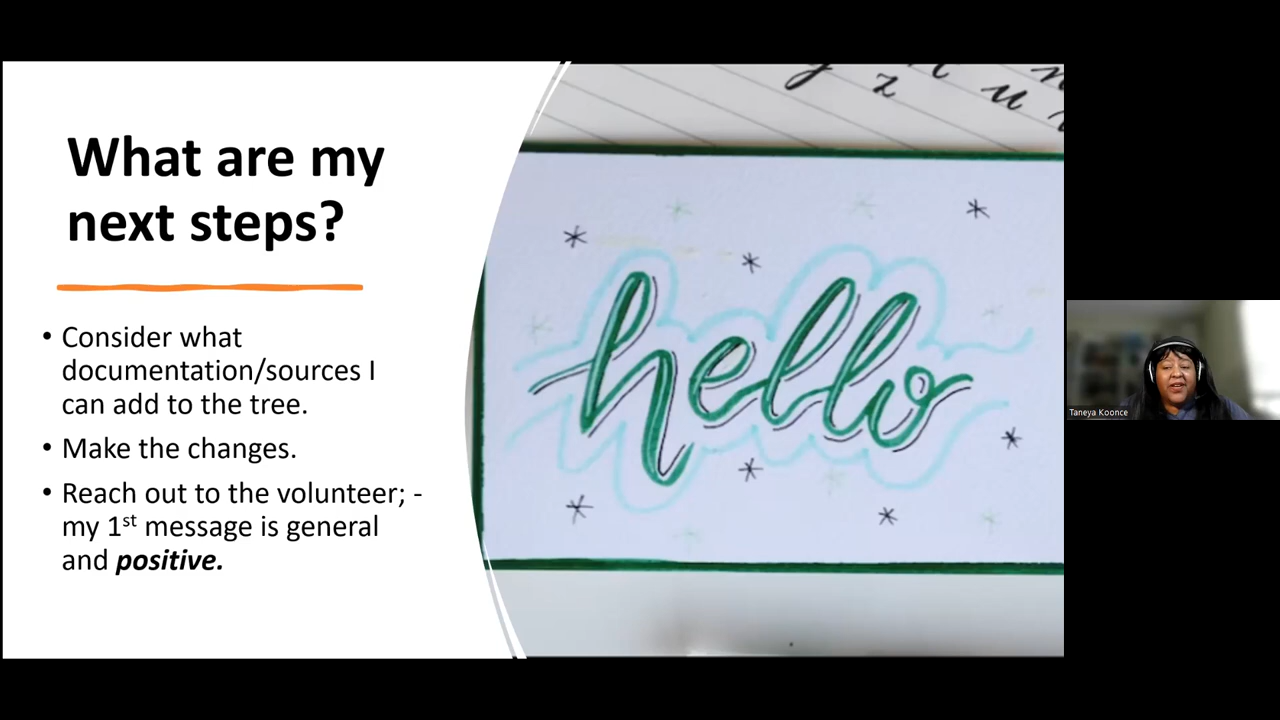 What are my
next steps?
• Consider what
documentation/sources I
can add to the tree.
• Make the changes.
• Reach out to the volunteer; -
my 1st message is general
and positive.
z
u
hello
Taneya Koonce